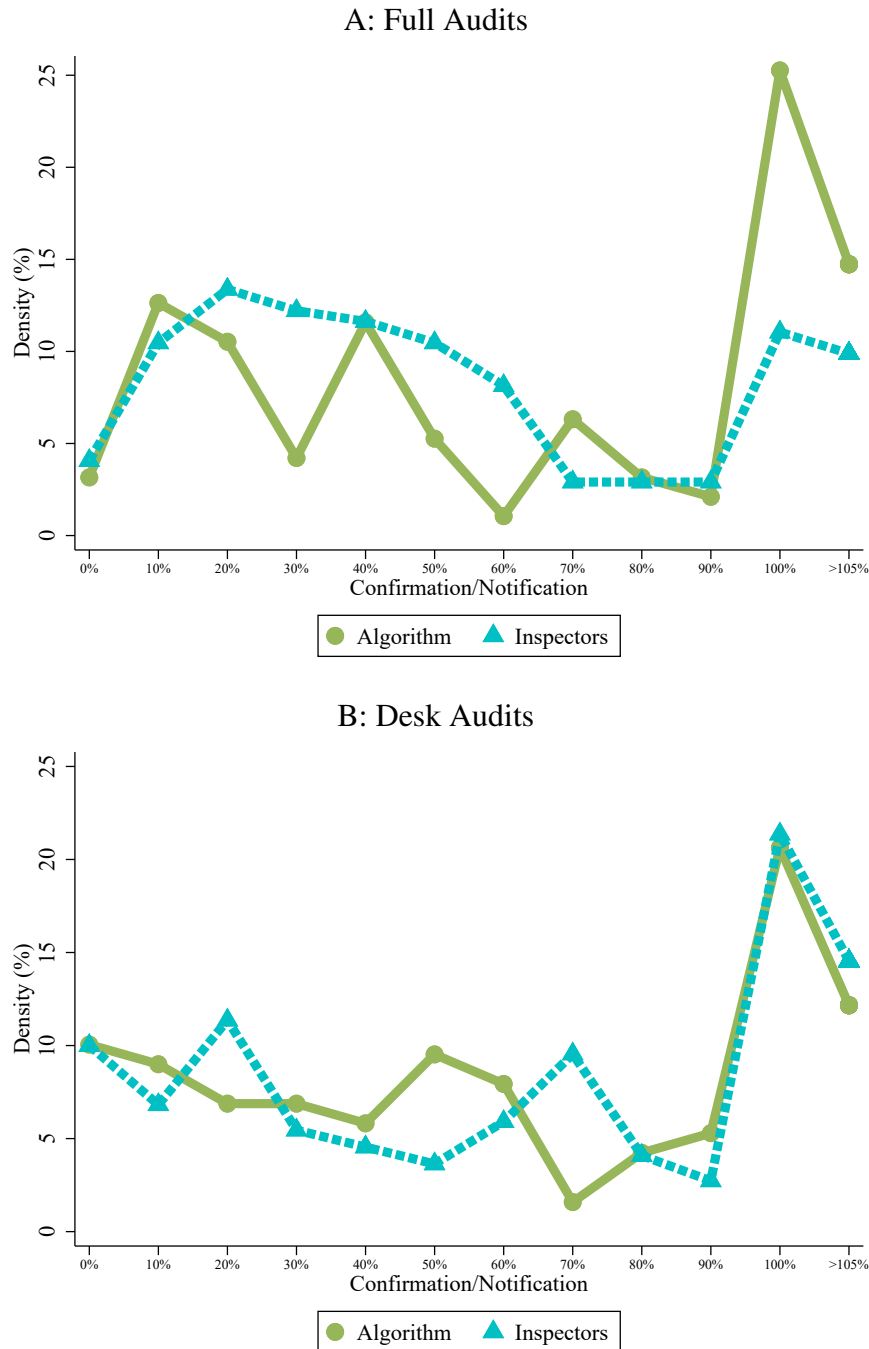 A: Full Audits
25
20
15
10
5
0
Density (%)
0% 10% 20% 30% 40% 50% 60% 70% 80% 90% 100% >105%
Confirmation/Notification
Algorithm Inspectors
B: Desk Audits
25
20
15
10
5
0
Density (%)
0% 10% 20% 30% 40% 50% 60% 70% 80% 90% 100% >105%
Confirmation/Notification
Algorithm Inspectors